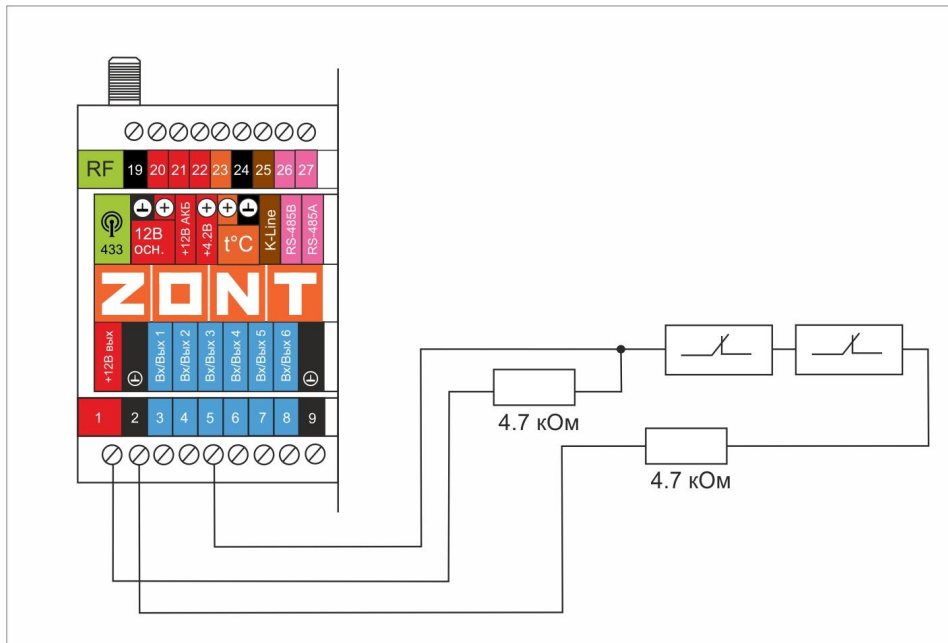 RF 19 20 21 22 23 24 25 26 27
433
12В
осн.
+12В АКБ
+4.2В
t°C
K-Line
RS-485B
RS-485A
ZONT
+12В вых
Вх/Вых 1
Вх/Вых 2
Вх/Вых 3
Вх/Вых 4
Вх/Вых 5
Вх/Вых 6
1 2 3 4 5 6 7 8 9
4.7 кОм
4.7 кОм